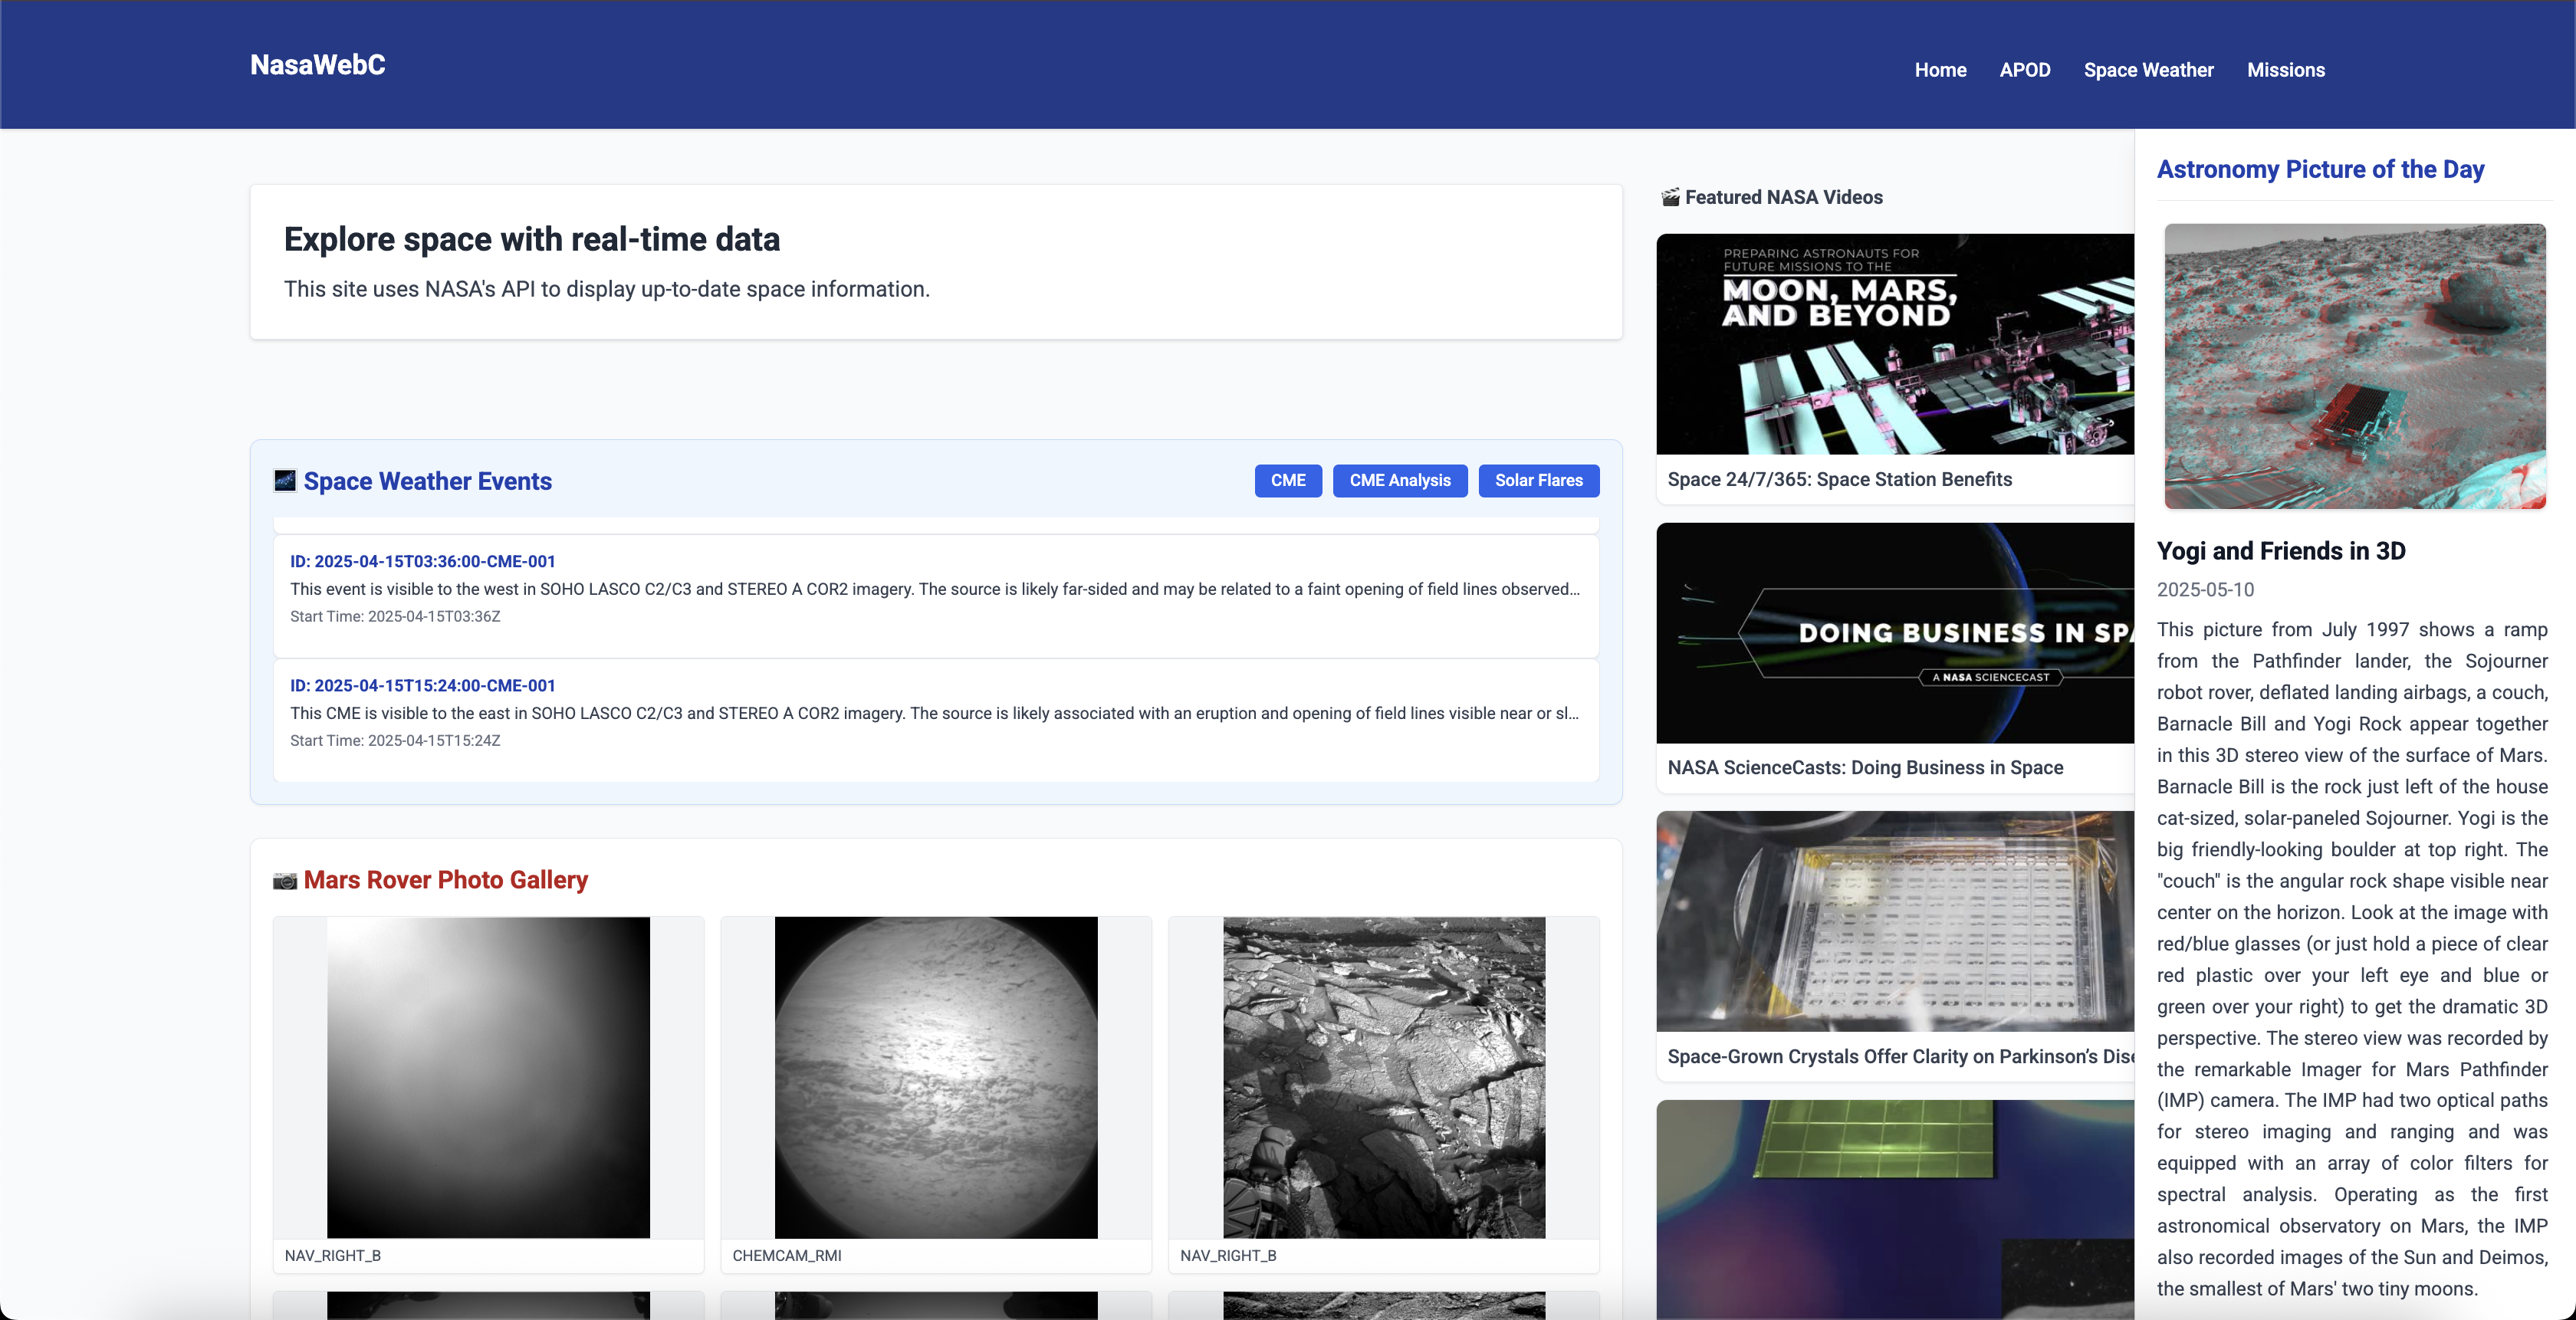 NasaWebC
Home APOD Space Weather Missions
Explore space with real-time data
This site uses NASA's API to display up-to-date space information.
Space Weather Events
CME CME Analysis Solar Flares
ID: 2025-04-15T03:36:00-CME-001
This event is visible to the west in SOHO LASCO C2/C3 and STEREO A COR2 imagery. The source is likely far-sided and may be related to a faint opening of field lines observed...
Start Time: 2025-04-15T03:36Z
ID: 2025-04-15T15:24:00-CME-001
This CME is visible to the east in SOHO LASCO C2/C3 and STEREO A COR2 imagery. The source is likely associated with an eruption and opening of field lines visible near or sl...
Start Time: 2025-04-15T15:24Z
Mars Rover Photo Gallery
NAV_RIGHT_B
CHEMCAM_RMI
NAV_RIGHT_B
Featured NASA Videos
PREPARING ASTRONAUTS FOR
FUTURE MISSIONS TO THE
MOON, MARS,
AND BEYOND
Space 24/7/365: Space Station Benefits
DOING BUSINESS IN SPA
A NASA SCIENCECAST
NASA ScienceCasts: Doing Business in Space
Space-Grown Crystals Offer Clarity on Parkinson's Dise
Astronomy Picture of the Day
Yogi and Friends in 3D
2025-05-10
This picture from July 1997 shows a ramp
from the Pathfinder lander, the Sojourner
robot rover, deflated landing airbags, a couch,
Barnacle Bill and Yogi Rock appear together
in this 3D stereo view of the surface of Mars.
Barnacle Bill is the rock just left of the house
cat-sized, solar-paneled Sojourner. Yogi is the
big friendly-looking boulder at top right. The
"couch" is the angular rock shape visible near
center on the horizon. Look at the image with
red/blue glasses (or just hold a piece of clear
red plastic over your left eye and blue or
green over your right) to get the dramatic 3D
perspective. The stereo view was recorded by
the remarkable Imager for Mars Pathfinder
(IMP) camera. The IMP had two optical paths
for stereo imaging and ranging and was
equipped with an array of color filters for
spectral analysis. Operating as the first
astronomical observatory on Mars, the IMP
also recorded images of the Sun and Deimos,
the smallest of Mars' two tiny moons.